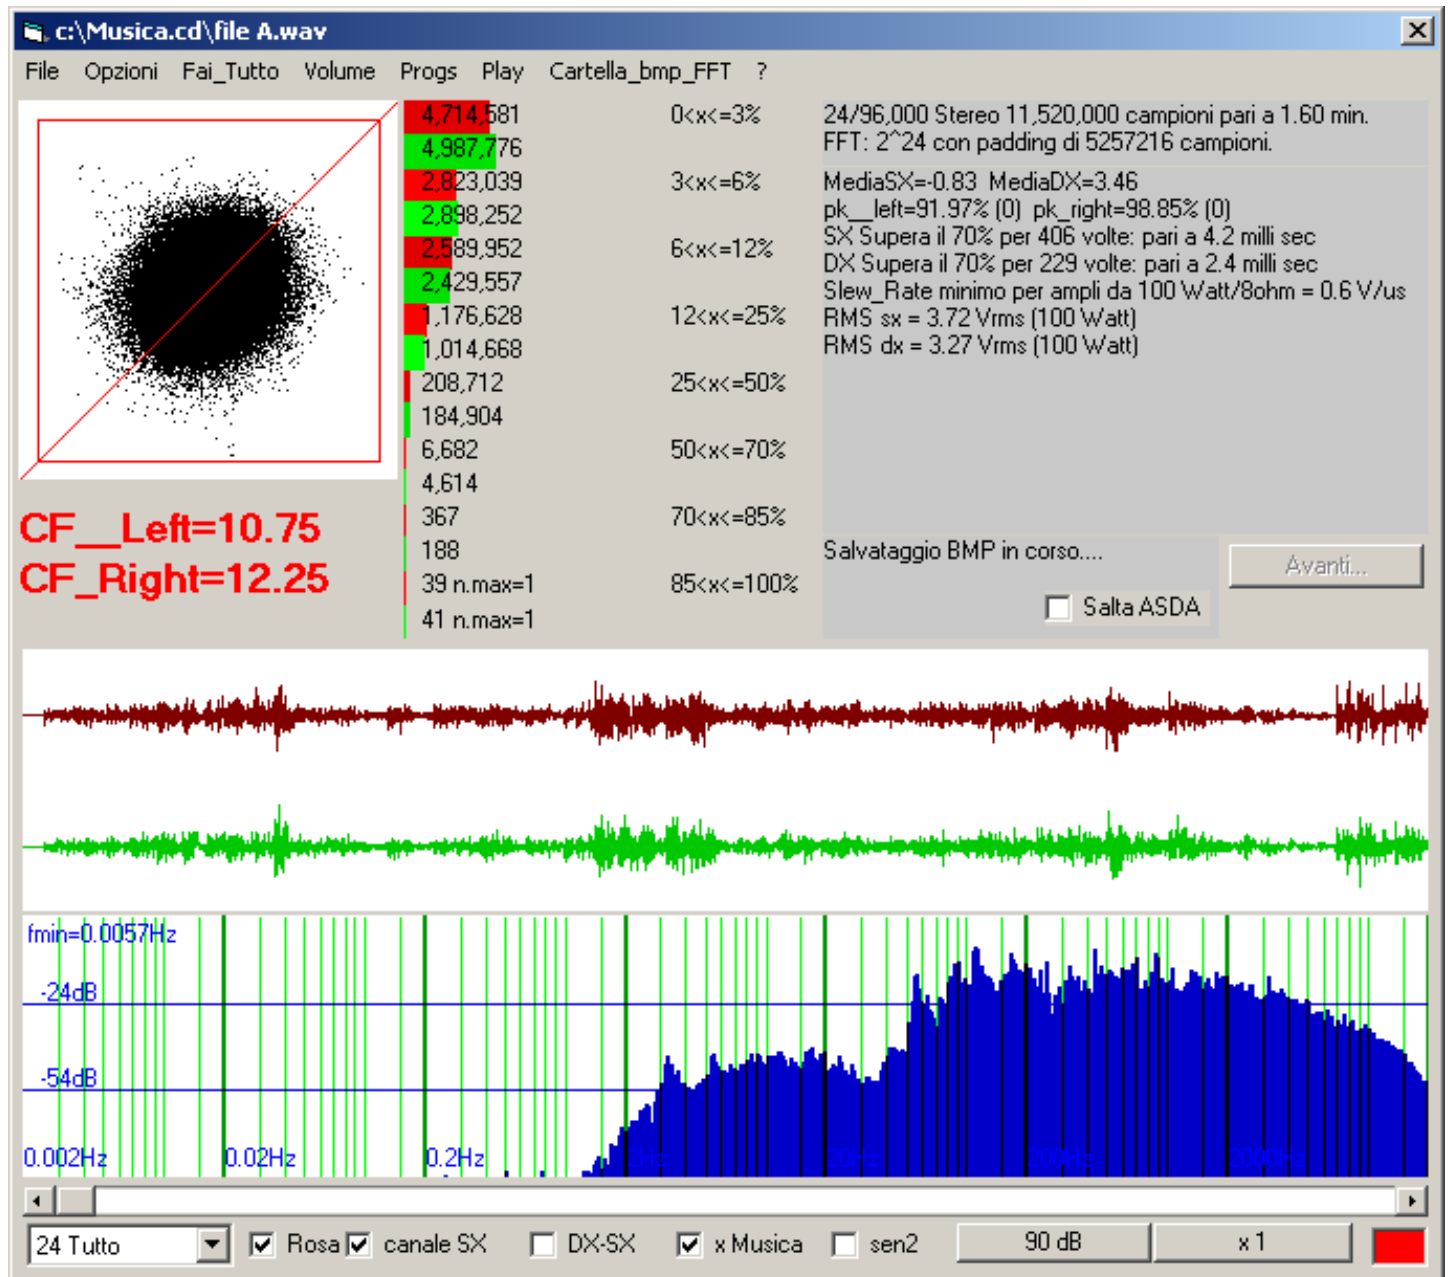 c:\Musica.cd\file A.wav
File Opzioni Fai_Tutto Volume Progs Play Cartella_bmp_FFT ?
4,714,581 0<x<=3%
4,987,776
2,823,039 3<x<=6%
2,898,252
2,589,952 6<x<=12%
2,429,557
1,176,628 12<x<=25%
1,014,668
208,712 25<x<=50%
184,904
6,682 50<x<=70%
4,614
367 70<x<=85%
188
39 n.max=1 85<x<=100%
41 n.max=1
24/96,000 Stereo 11,520,000 campioni pari a 1.60 min.
FFT: 2^24 con padding di 5257216 campioni.
MediaSX=-0.83 MediaDX=3.46
pk__left=91.97% (0) pk_right=98.85% (0)
SX Supera il 70% per 406 volte: pari a 4.2 milli sec
DX Supera il 70% per 229 volte: pari a 2.4 milli sec
Slew_Rate minimo per ampli da 100 Watt/8ohm = 0.6 V/us
RMS sx = 3.72 Vrms (100 Watt)
RMS dx = 3.27 Vrms (100 Watt)
CF__Left=10.75
CF_Right=12.25
Salvataggio BMP in corso....
Avanti...
Salta ASDA
fmin=0.0057Hz
-24dB
-54dB
0.002Hz 0.02Hz 0.2Hz 2Hz 20Hz 200Hz 2000Hz
24 Tutto Rosa canale SX DX-SX x Musica sen2 90 dB x 1